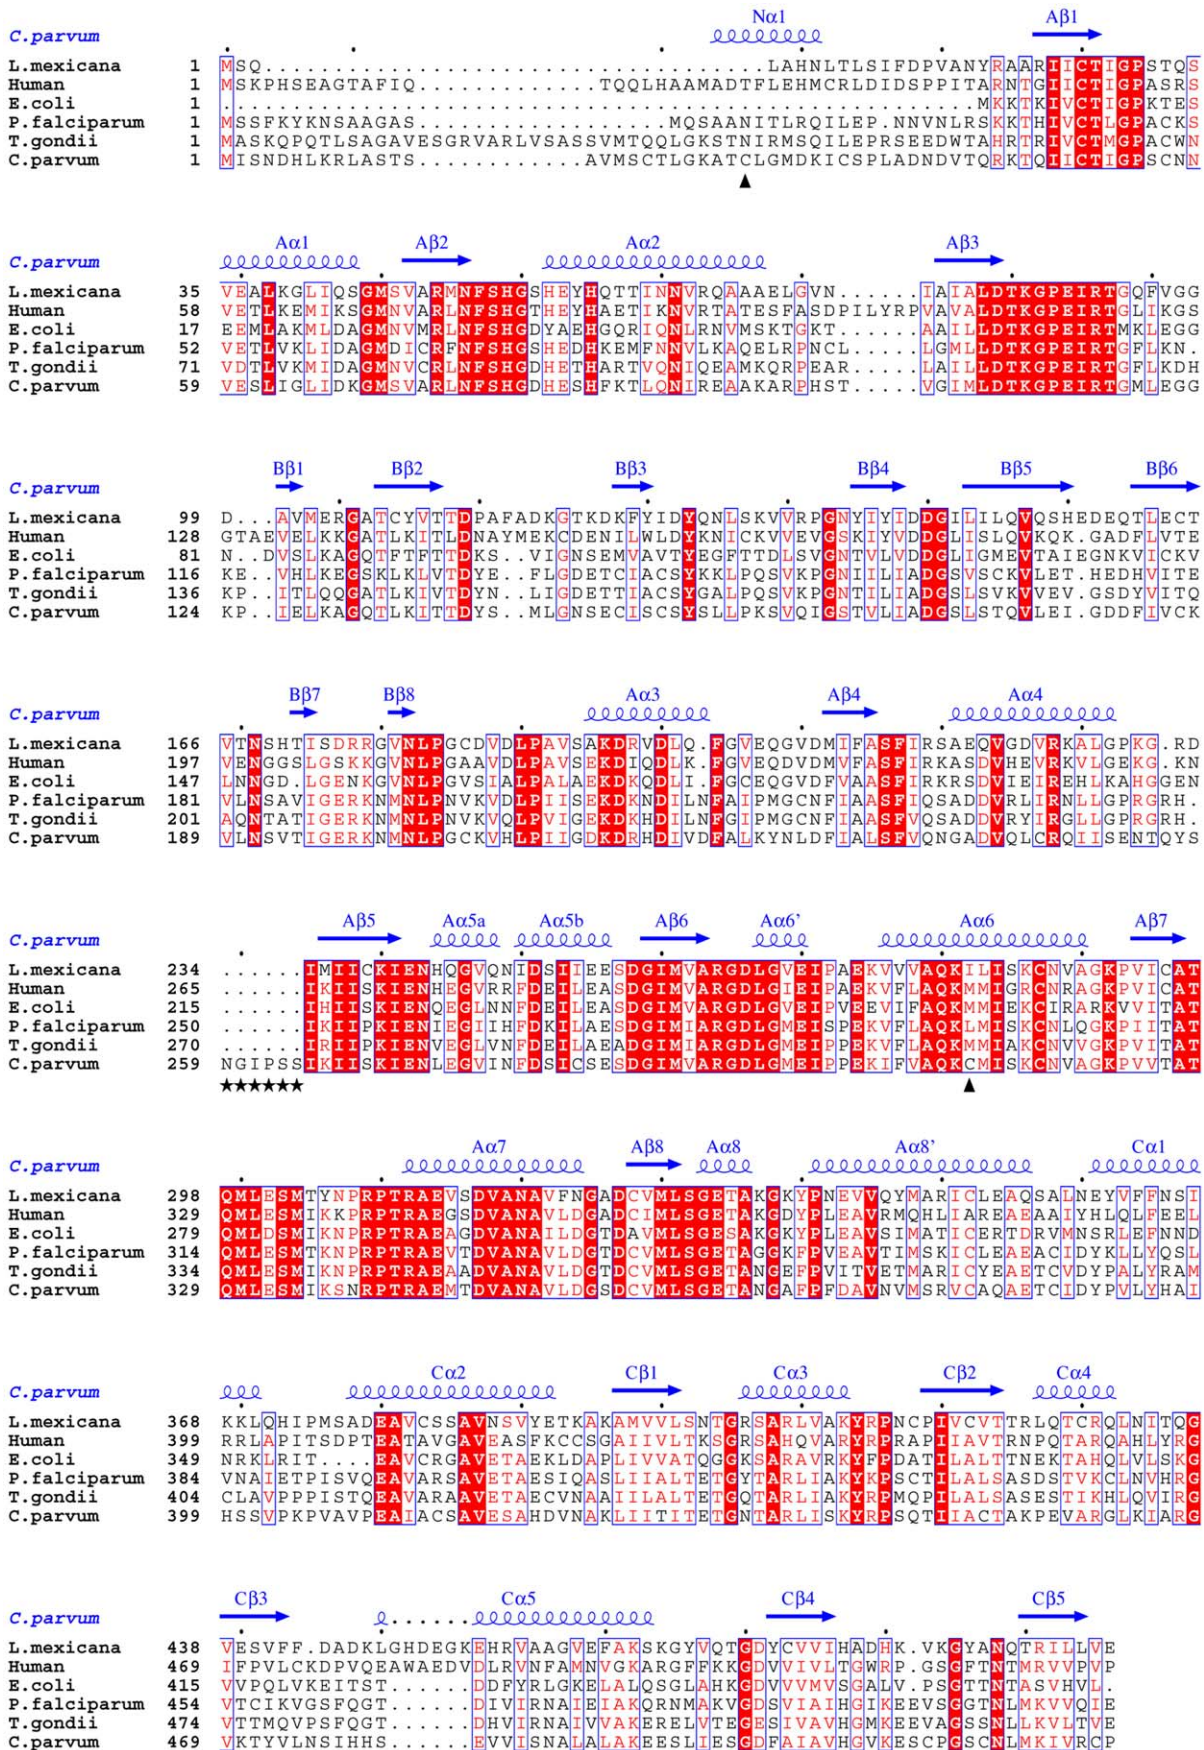 Nα1 Aβ1
C.parvum
L.mexicana 1 MSQ....................................LAHNLTLSIFDPVANYRAARIICTIGPSTQS
Human 1 MSKPHSEAGTAFIQ.............TQQLHAAMADTFLEHMCRLDIDSPPITARNTGIICTIGPASRS
E.coli 1 ......................................................MKKTKIVCTIGPKTES
P.falciparum 1 MSSFKYKNSAAGAS..................MQSAANITLRQILEP.NNVNLRSKKTHIVCTLGPACKS
T.gondii 1 MASKQPQTLSAGAVESGRVARLVSASSVMTQQLGKSTNIRMSQILEPRSEEDWTAHRTRIVCTMGPACWN
C.parvum 1 MISNDHLKRLASTS............AVMSCTLGKATCLGMDKICSPLADNDVTQRKTQIICTIGPSCNN
▲
Aα1 Aβ2 Aα2 Aβ3
C.parvum
L.mexicana 35 VEALKGLIQSGMSVARMNFSHGSHEYHQTTINNVRQAAAELGVN......IAIALDTKGPEIRTGQFVGG
Human 58 VETLKEMIKSGMNVARLNFSHGTHEYHAETIKNVRTATESFASDPILYRPVAVALDTKGPEIRTGLIKGS
E.coli 17 EEMLAKMLDAGMNVMRLNFSHGDYAEHGQRIQNLRNVMSKTGKT......AAILLDTKGPEIRTMKLEGG
P.falciparum 52 VETLVKLIDAGMDICRFNFSHGSHEDHKEMFNNVLKAQELRPNCL.....LGMLLDTKGPEIRTGFLKN.
T.gondii 71 VDTLVKMIDAGMNVCRLNFSHGDHETHARTVQNIQEAMKQRPEAR.....LAILLDTKGPEIRTGFLKDH
C.parvum 59 VESLIGLIDKGMSVARLNFSHGDHESHFKTLQNIREAAKARPHST.....VGIMLDTKGPEIRTGMLEGG
Bβ1 Bβ2 Bβ3 Bβ4 Bβ5 Bβ6
C.parvum
L.mexicana 99 D...AVMERGATCYVTTDPAFADKGTKDKFYIDYQNLSKVVRPGNYIYIDDGILILQVQSHEDEQTLECT
Human 128 GTAEVELKKGATLKITLDNAYMEKCDENILWLDYKNICKVVEVGSKIYVDDGLISLQVKQK.GADFLVTE
E.coli 81 N..DVSLKAGQTFTFTTDKS..VIGNSEMVAVTYEGFTTDLSVGNTVLVDDGLIGMEVTAIEGNKVICKV
P.falciparum 116 KE..VHLKEGSKLKLVTDYE..FLGDETCIACSYKKLPQSVKPGNIILIADGSVSCKVLET.HEDHVITE
T.gondii 136 KP..ITLQQGATLKIVTDYN..LIGDETTIACSYGALPQSVKPGNTILIADGSLSVKVVEV.GSDYVITQ
C.parvum 124 KP..IELKAGQTLKITTDYS..MLGNSECISCSYSLLPKSVQIGSTVLIADGSLSTQVLEI.GDDFIVCK
Bβ7 Bβ8 Aα3 Aβ4 Aα4
C.parvum
L.mexicana 166 VTNSHTISDRRGVNLPGCDVDLPAVSAKDRVDLQ.FGVEQGVDMIFASFIRSAEQVGDVRKALGPKG.RD
Human 197 VENGGSLGSKKGVNLPGAAVDLPAVSEKDIQDLK.FGVEQDVDMVFASFIRKASDVHEVRKVLGEKG.KN
E.coli 147 LNNGD.LGENKGVNLPGVSIALPALAEKDKQDLI.FGCEQGVDFVAASFIRKRSDVIEIREHLKAHGGEN
P.falciparum 181 VLNSAVIGERKNMNLPNVKVDLPIISEKDKNDILNFAIPMGCNFIAASFIQSADDVRLIRNLLGPRGRH.
T.gondii 201 AQNTATIGERKNMNLPNVKVQLPVIGEKDKHDILNFGIPMGCNFIAASFVQSADDVRYIRGLLGPRGRH.
C.parvum 189 VLNSVTIGERKNMNLPGCKVHLPIIGDKDRHDIVDFALKYNLDFIALSFVQNGADVQLCRQIISENTQYS
Aβ5 Aα5a Aα5b Aβ6 Aα6’ Aα6 Aβ7
C.parvum
L.mexicana 234 ......IMIICKIENHQGVQNIDSIIEESDGIMVARGDLGVEIPAEKVVVAQKILISKCNVAGKPVICAT
Human 265 ......IKIISKIENHEGVRRFDEILEASDGIMVARGDLGIEIPAEKVFLAQKMMIGRCNRAGKPVICAT
E.coli 215 ......IHIISKIENQEGLNNFDEILEASDGIMVARGDLGVEIPVEEVIFAQKMMIEKCIRARKVVITAT
P.falciparum 250 ......IKIIPKIENIEGIIHFDKILAESDGIMIARGDLGMEISPEKVFLAQKLMISKCNLQGKPIITAT
T.gondii 270 ......IRIIPKIENVEGLVNFDEILAEADGIMIARGDLGMEIPPEKVFLAQKMMIAKCNVVGKPVITAT
C.parvum 259 NGIPSSIKIISKIENLEGVINFDSICSESDGIMVARGDLGMEIPPEKIFVAQKCMISKCNVAGKPVVTAT
★★★★★★ ▲
Aα7 Aβ8 Aα8 Aα8’ Cα1
C.parvum
L.mexicana 298 QMLESMTYNPRPTRAEVSDVANAVFNGADCVMLSGETAKGKYPNEVVQYMARICLEAQSALNEYVFFNSI
Human 329 QMLESMIKKPRPTRAEGSDVANAVLDGADCIMLSGETAKGDYPLEAVRMQHLIAREAEAAIYHLQLFEEL
E.coli 279 QMLDSMIKNPRPTRAEAGDVANAILDGTDAVMLSGESAKGKYPLEAVSIMATICERTDRVMNSRLEFNND
P.falciparum 314 QMLESMTKNPRPTRAEVTDVANAVLDGTDCVMLSGETAGGKFPVEAVTIMSKICLEAEACIDYKLLYQSL
T.gondii 334 QMLESMIKNPRPTRAEAADVANAVLDGTDCVMLSGETANGEFPVITVETMARICYEAETCVDYPALYRAM
C.parvum 329 QMLESMIKSNRPTRAEMTDVANAVLDGSDCVMLSGETANGAFPFDAVNVMSRVCAQAETCIDYPVLYHAI
Cα2 Cβ1 Cα3 Cβ2 Cα4
C.parvum
L.mexicana 368 KKLQHIPMSADEAVCSSAVNSVYETKAKAMVVLSNTGRSARLVAKYRPNCPIVCVTTRLQTCRQLNITQG
Human 399 RRLAPITSDPTEATAVGAVEASFKCCSGAIIVLTKSGRSAHQVARYRPRAPIIAVTRNPQTARQAHLYRG
E.coli 349 NRKLRIT....EAVCRGAVETAEKLDAPLIVVATQGGKSARAVRKYFPDATILALTTNEKTAHQLVLSKG
P.falciparum 384 VNAIETPISVQEAVARSAVETAESIQASLIIALTETGYTARLIAKYKPSCTILALSASDSTVKCLNVHRG
T.gondii 404 CLAVPPPISTQEAVARAAVETAECVNAAIILALTETGQTARLIAKYRPMQPILALSASESTIKHLQVIRG
C.parvum 399 HSSVPKPVAVPEAIACSAVESAHDVNAKLIITITETGNTARLISKYRPSQTIIACTAKPEVARGLKIARG
Cβ3 Cα5 Cβ4 Cβ5
C.parvum ......
L.mexicana 438 VESVFF.DADKLGHDEGKEHRVAAGVEFAKSKGYVQTGDYCVVIHADHK.VKGYANQTRILLVE
Human 469 IFPVLCKDPVQEAWAEDVDLRVNFAMNVGKARGFFKKGDVVIVLTGWRP.GSGFTNTMRVVPVP
E.coli 415 VVPQLVKEITST......DDFYRLGKELALQSGLAHKGDVVVMVSGALV.PSGTTNTASVHVL.
P.falciparum 454 VTCIKVGSFQGT......DIVIRNAIEIAKQRNMAKVGDSVIAIHGIKEEVSGGTNLMKVVQIE
T.gondii 474 VTTMQVPSFQGT......DHVIRNAIVVAKERELVTEGESIVAVHGMKEEVAGSSNLLKVLTVE
C.parvum 469 VKTYVLNSIHHS......EVVISNALALAKEESLIESGDFAIAVHGVKESCPGSCNLMKIVRCP